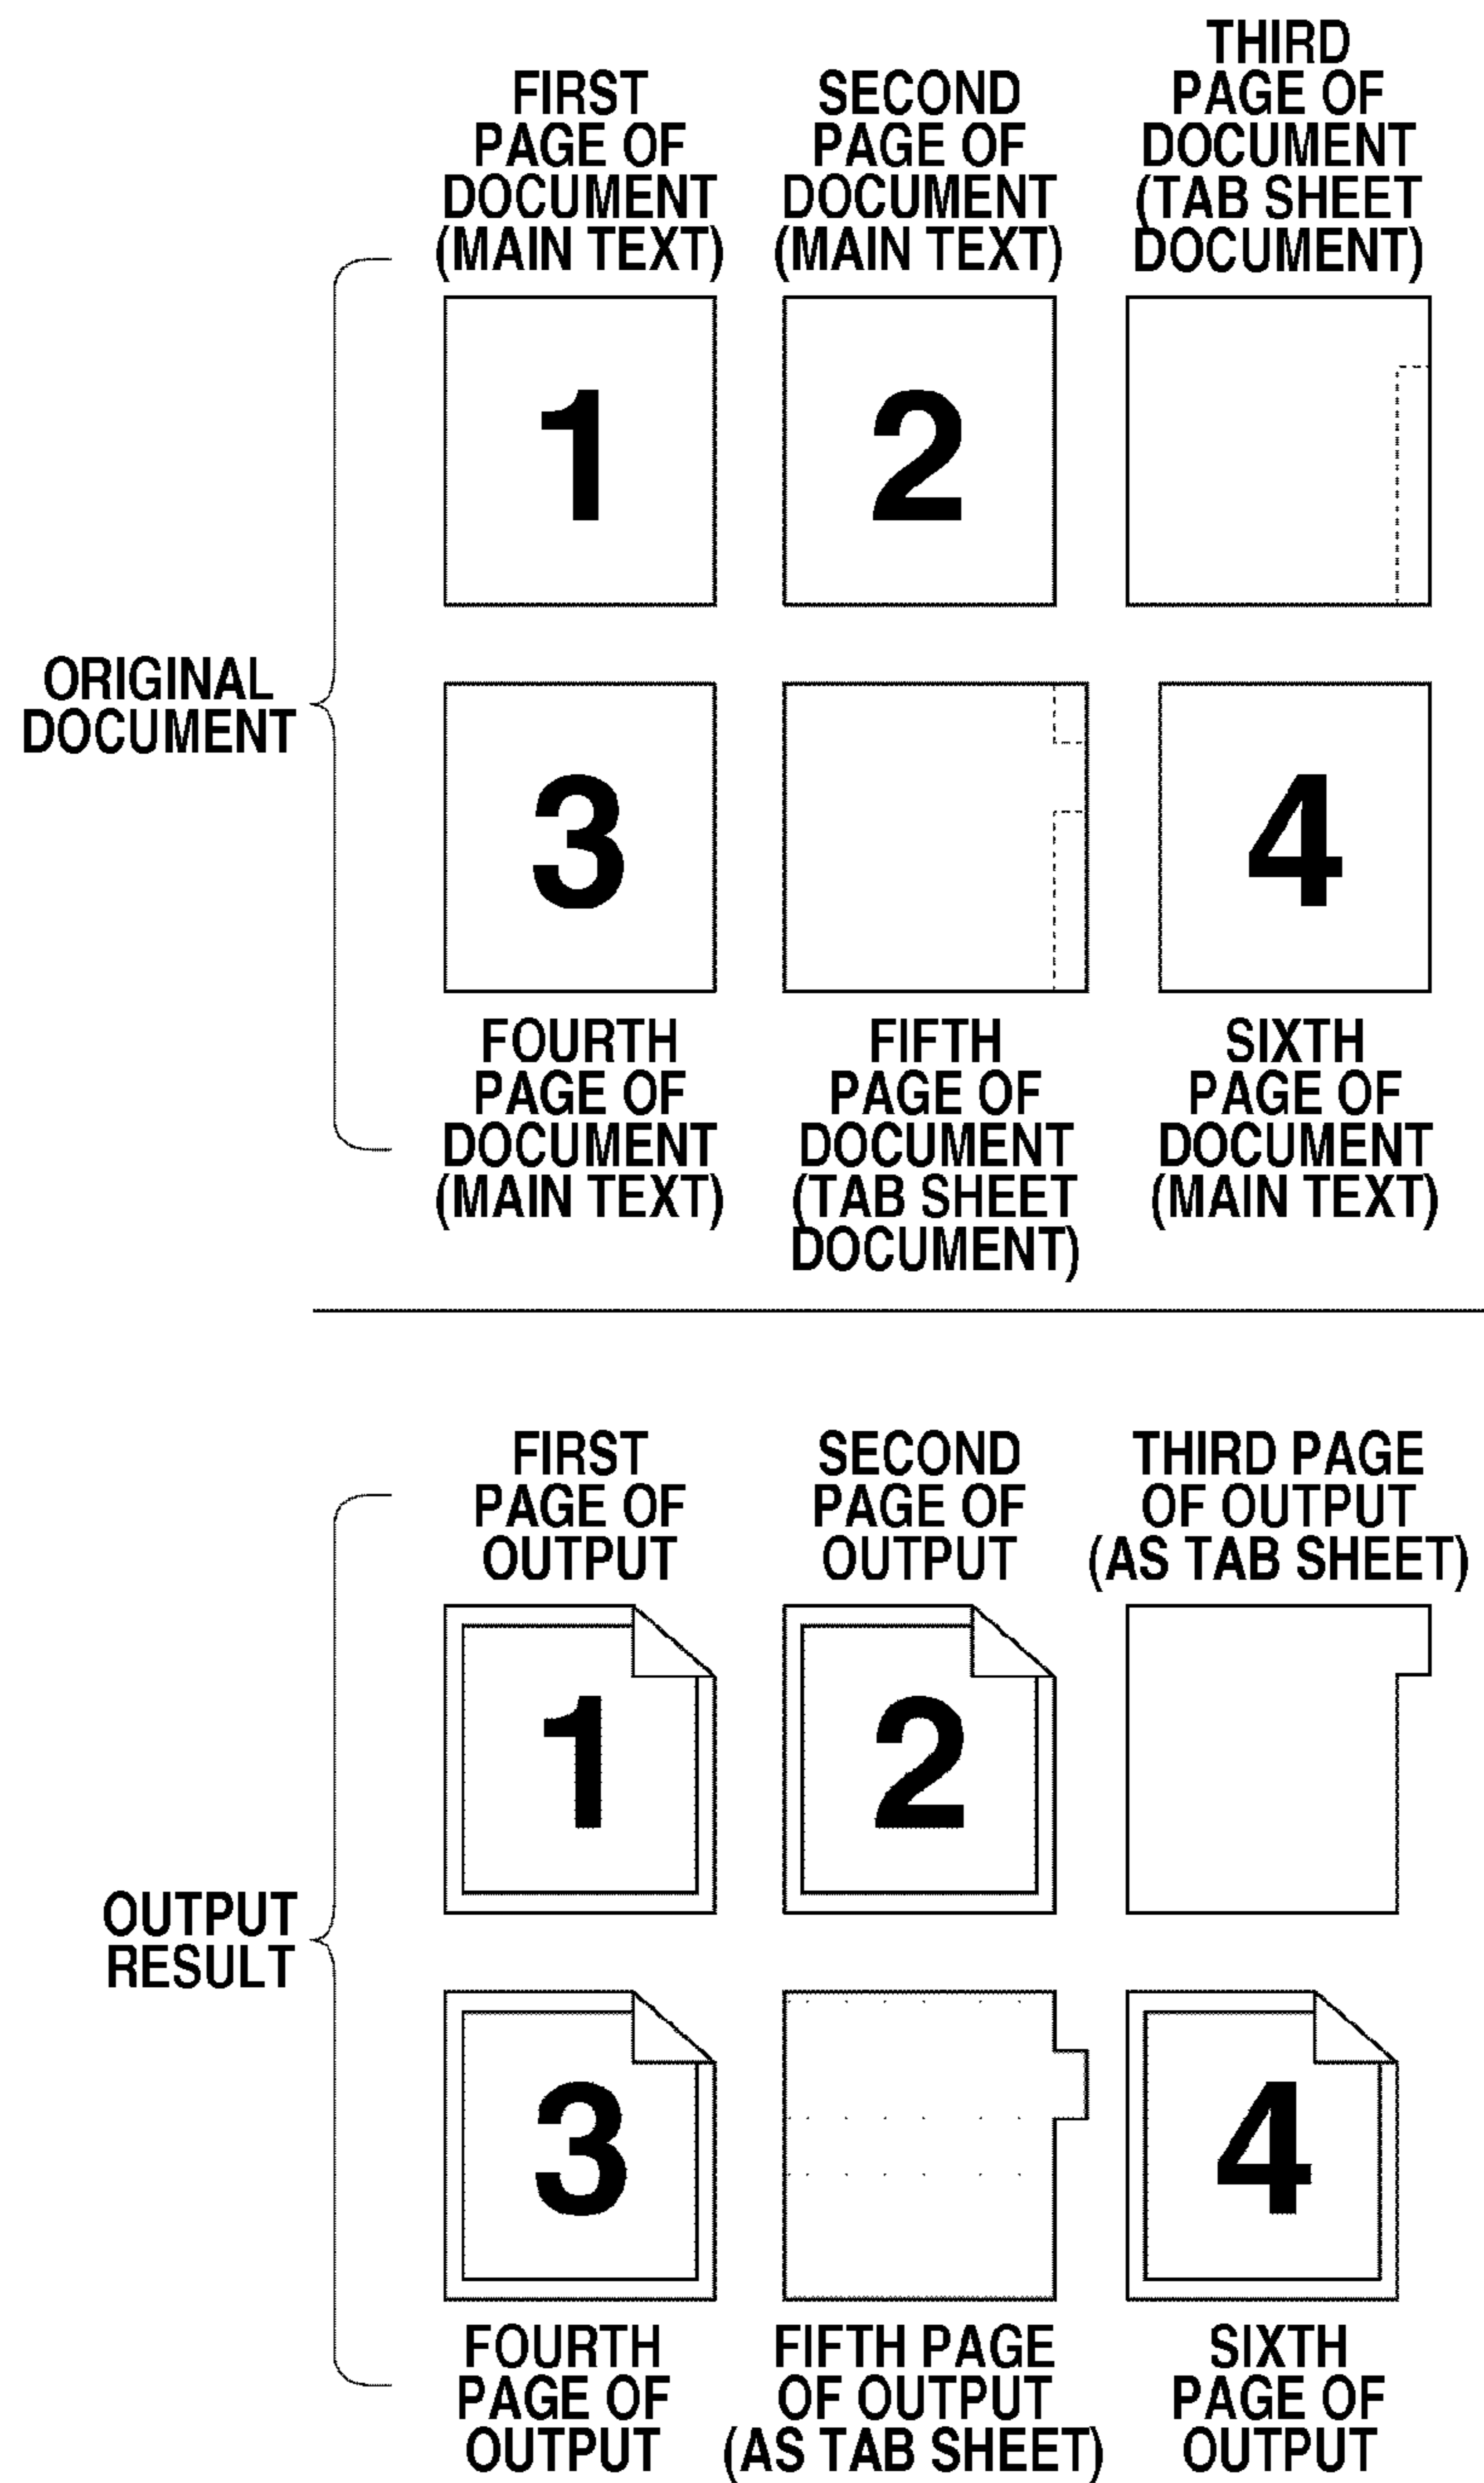 FIRST
PAGE OF
DOCUMENT
(MAIN TEXT)
SECOND
PAGE OF
DOCUMENT
(MAIN TEXT)
THIRD
PAGE OF
DOCUMENT
(TAB SHEET
DOCUMENT)
1
2
ORIGINAL
DOCUMENT
3
4
FOURTH
PAGE OF
DOCUMENT
(MAIN TEXT)
FIFTH
PAGE OF
DOCUMENT
(TAB SHEET
DOCUMENT)
SIXTH
PAGE OF
DOCUMENT
(MAIN TEXT)
FIRST
PAGE OF
OUTPUT
SECOND
PAGE OF
OUTPUT
THIRD PAGE
OF OUTPUT
(AS TAB SHEET)
1
2
OUTPUT
RESULT
3
4
FOURTH
PAGE OF
OUTPUT
FIFTH PAGE
OF OUTPUT
(AS TAB SHEET)
SIXTH
PAGE OF
OUTPUT